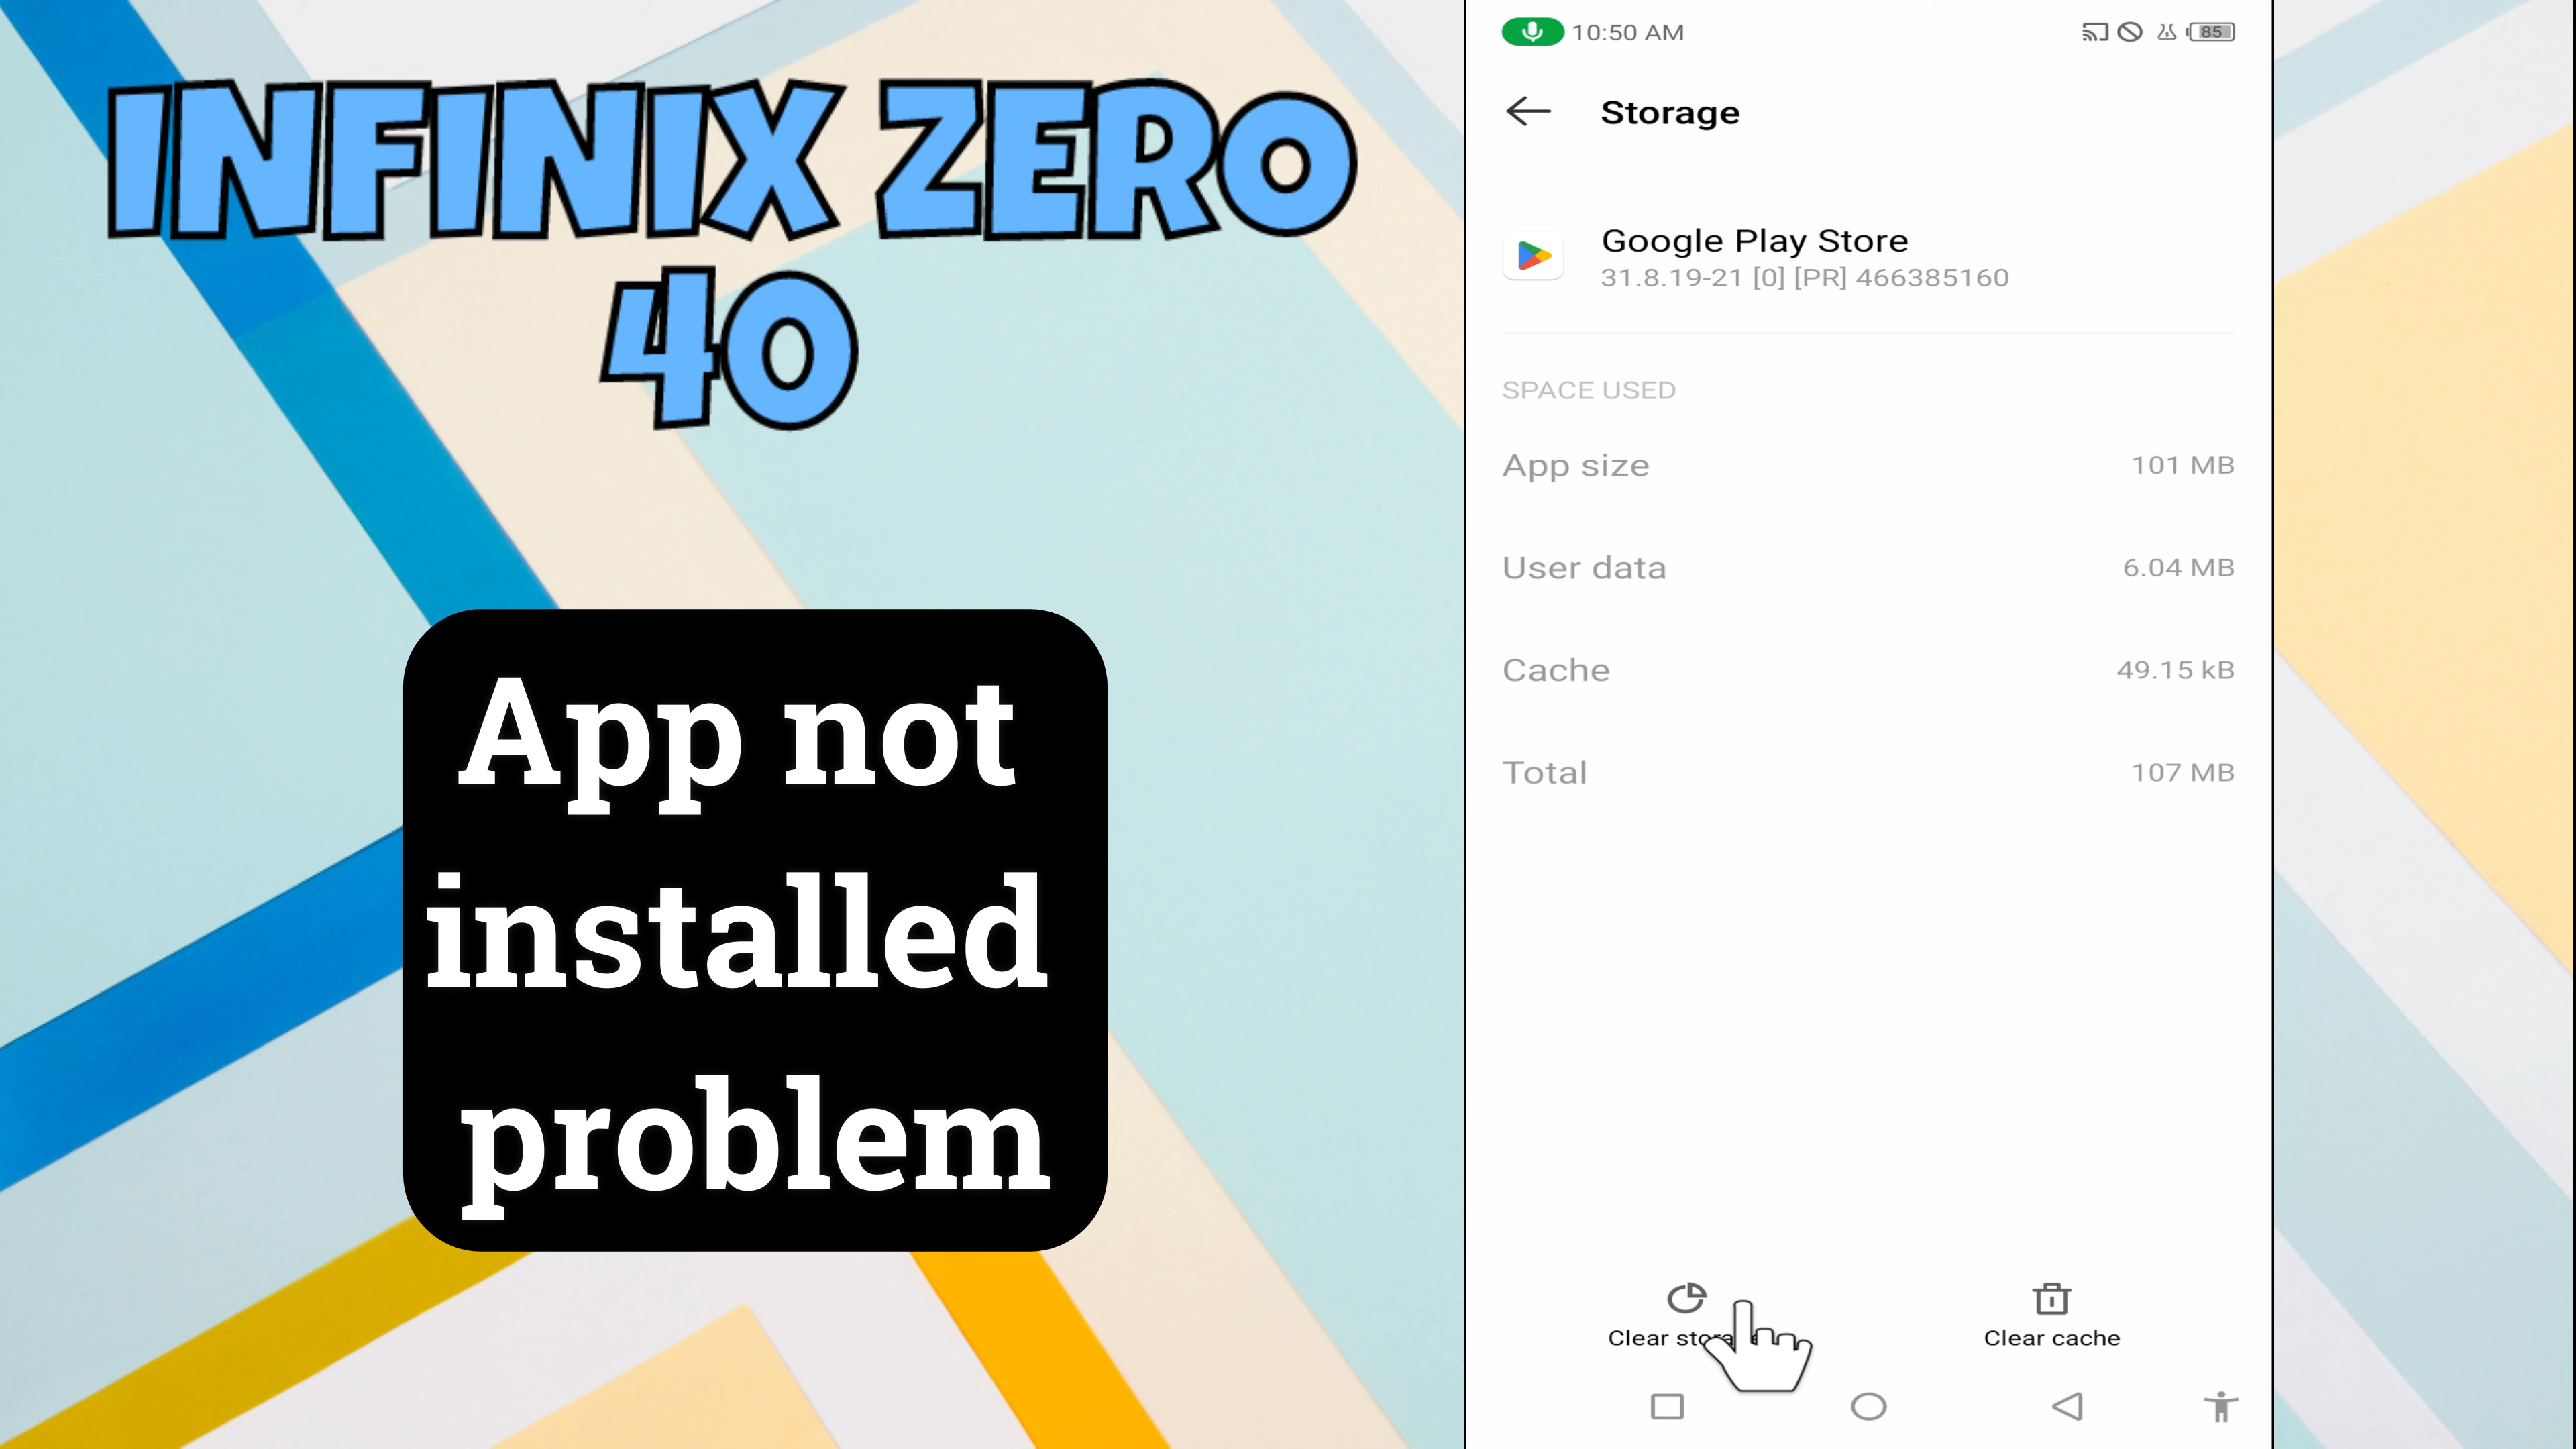 INFINIX ZERO
40
App not
installed
problem
10:50 AM
85
Storage
Google Play Store
31.8.19-21 [0] [PR] 466385160
SPACE USED
App size
101 MB
User data
6.04 MB
Cache
49.15 kB
Total
107 MB
Clear storage
Clear cache